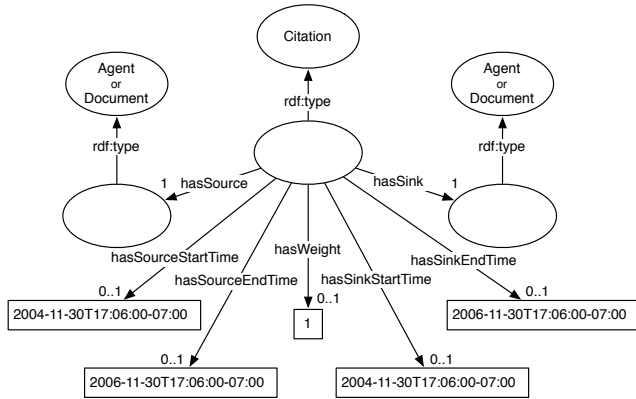 Citation
Agent
or
Document
Agent
or
Document
rdf:type
rdf:type
rdf:type
1
hasSource
hasSink
1
hasSourceStartTime
hasWeight
hasSinkEndTime
hasSourceEndTime
hasSinkStartTime
0..1
0..1
0..1
2004-11-30T17:06:00-07:00
1
2006-11-30T17:06:00-07:00
0..1
0..1
2006-11-30T17:06:00-07:00
2004-11-30T17:06:00-07:00